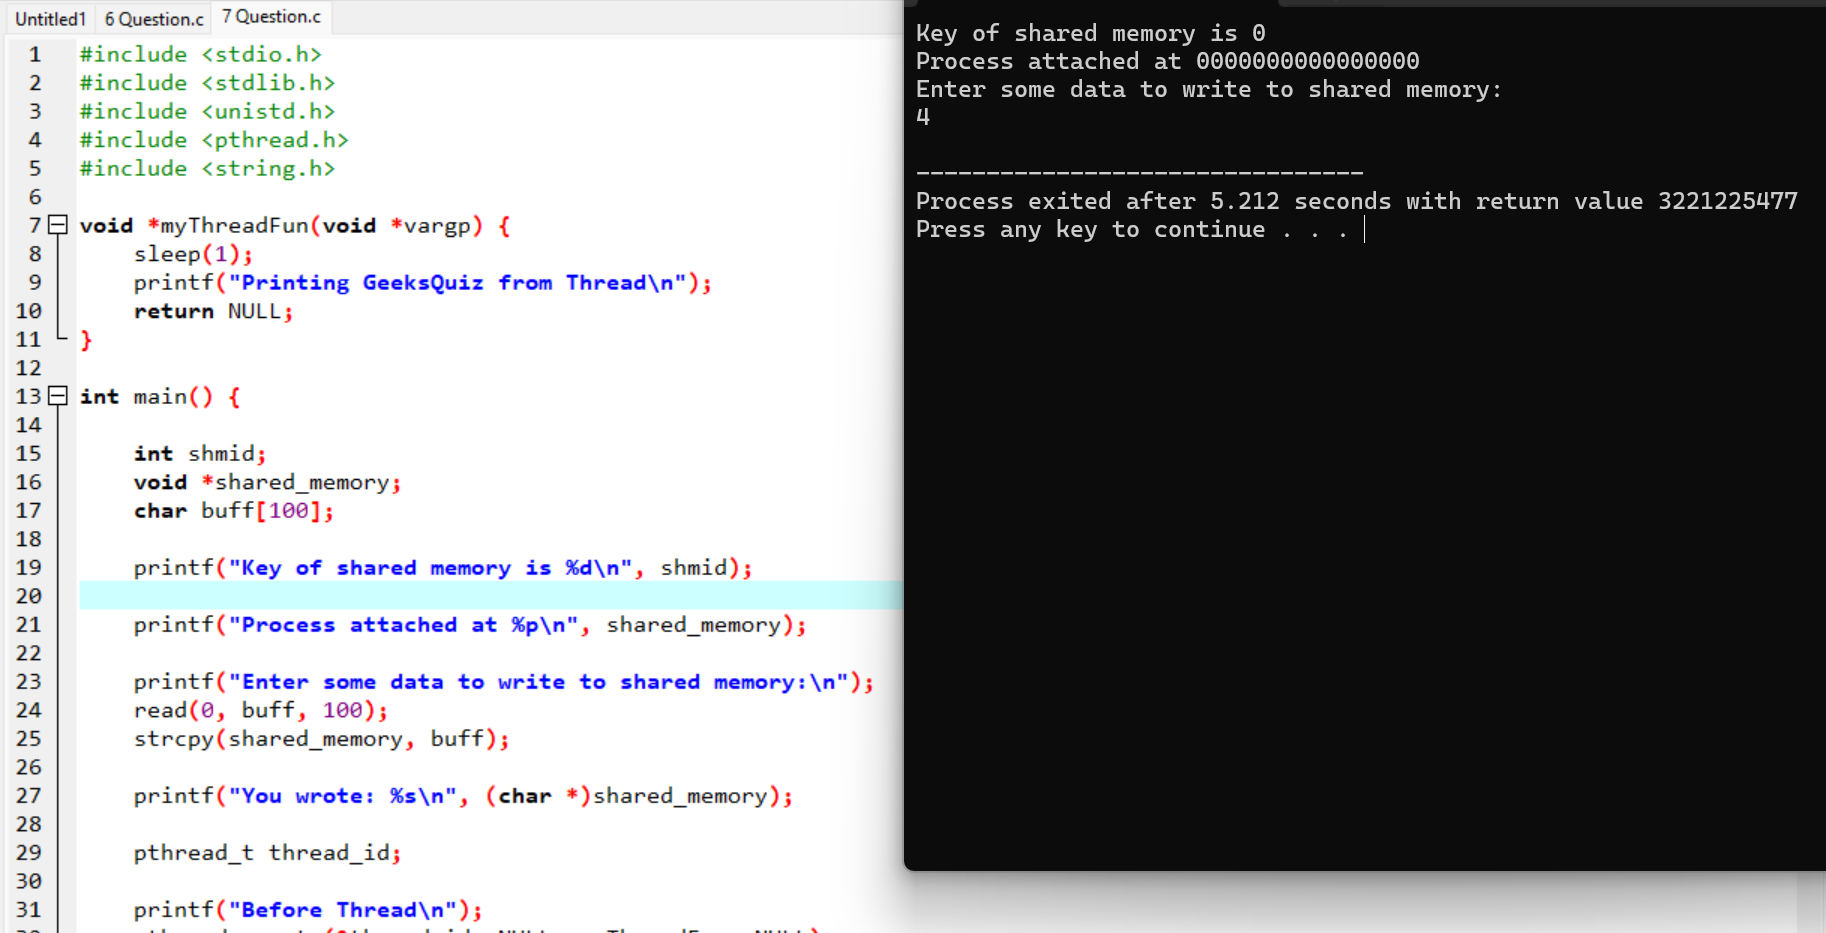 Untitled1 6 Question.c 7 Question.c
1 #include <stdio.h>
2 #include <stdlib.h>
3 #include <unistd.h>
4 #include <pthread.h>
5 #include <string.h>
6
7 void *myThreadFun(void *vargp) {
8     sleep(1);
9     printf("Printing GeeksQuiz from Thread\n");
10     return NULL;
11 }
12
13 int main() {
14
15     int shmid;
16     void *shared_memory;
17     char buff[100];
18
19     printf("Key of shared memory is %d\n", shmid);
20
21     printf("Process attached at %p\n", shared_memory);
22
23     printf("Enter some data to write to shared memory:\n");
24     read(0, buff, 100);
25     strcpy(shared_memory, buff);
26
27     printf("You wrote: %s\n", (char *)shared_memory);
28
29     pthread_t thread_id;
30
31     printf("Before Thread\n");
Key of shared memory is 0
Process attached at 0000000000000000
Enter some data to write to shared memory:
4
--------------------------------
Process exited after 5.212 seconds with return value 3221225477
Press any key to continue . . .